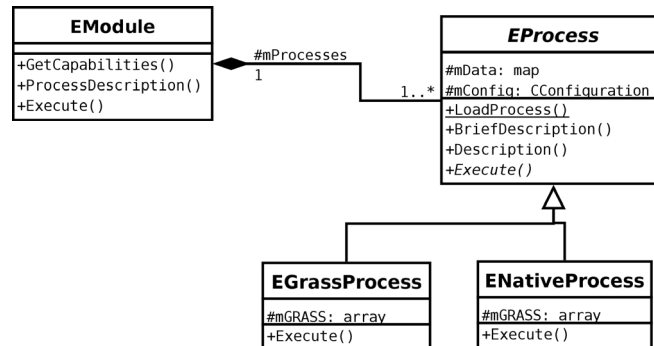 EModule
+GetCapabilities()
+ProcessDescription()
+Execute()
#mProcesses
1
1..*
EProcess
#mData: map
#mConfig: CConfiguration
+LoadProcess()
+BriefDescription()
+Description()
+Execute()
EGrassProcess
#mGRASS: array
+Execute()
ENativeProcess
#mGRASS: array
+Execute()